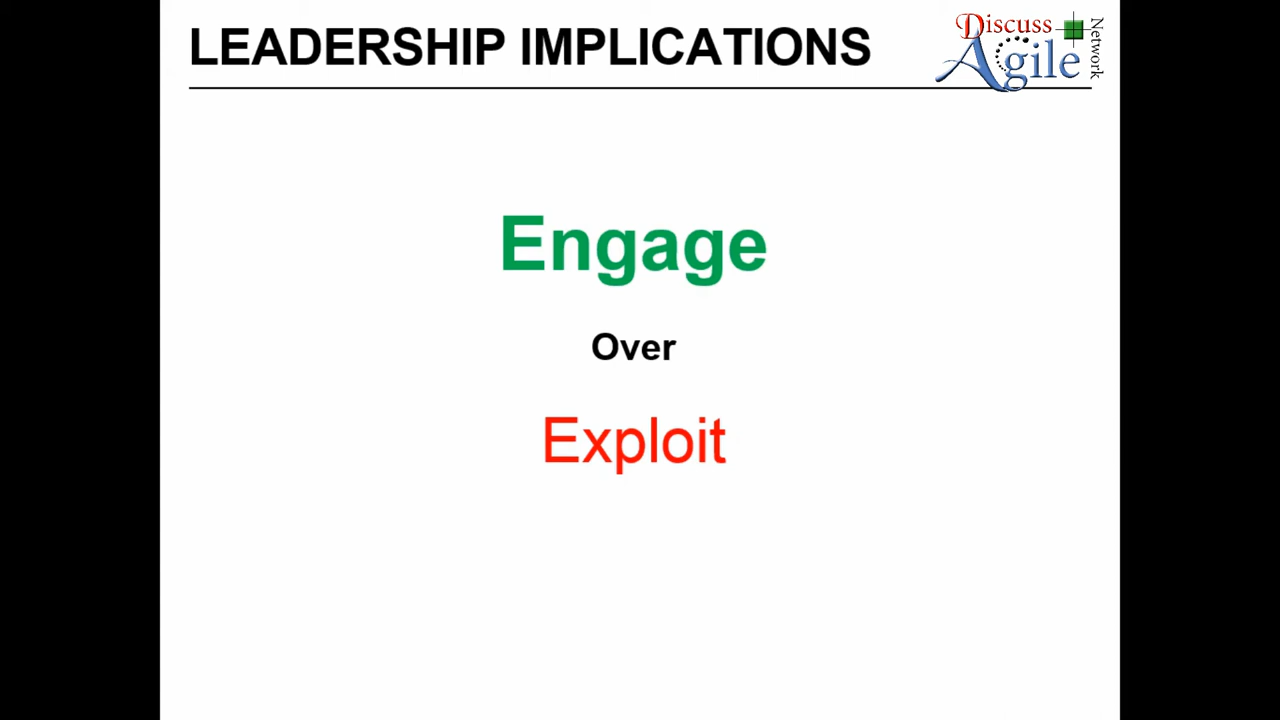 LEADERSHIP IMPLICATIONS
Discuss
Agile
Network
Engage
Over
Exploit